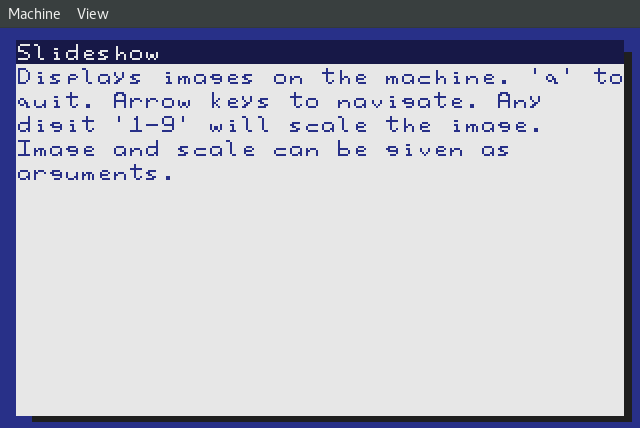 Machine View
Slideshow
Displays images on the machine. 'q' to
quit. Arrow keys to navigate. Any
digit '1-9' will scale the image.
Image and scale can be given as
arguments.